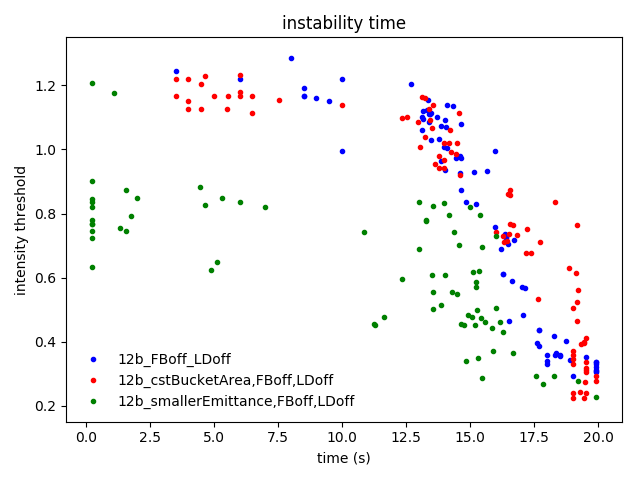 instability time
intensity threshold
1.2
1.0
0.8
0.6
0.4
0.2
12b_FBoff_LDoff
12b_cstBucketArea,FBoff,LDoff
12b_smallerEmittance,FBoff,LDoff
0.0 2.5 5.0 7.5 10.0 12.5 15.0 17.5 20.0
time (s)